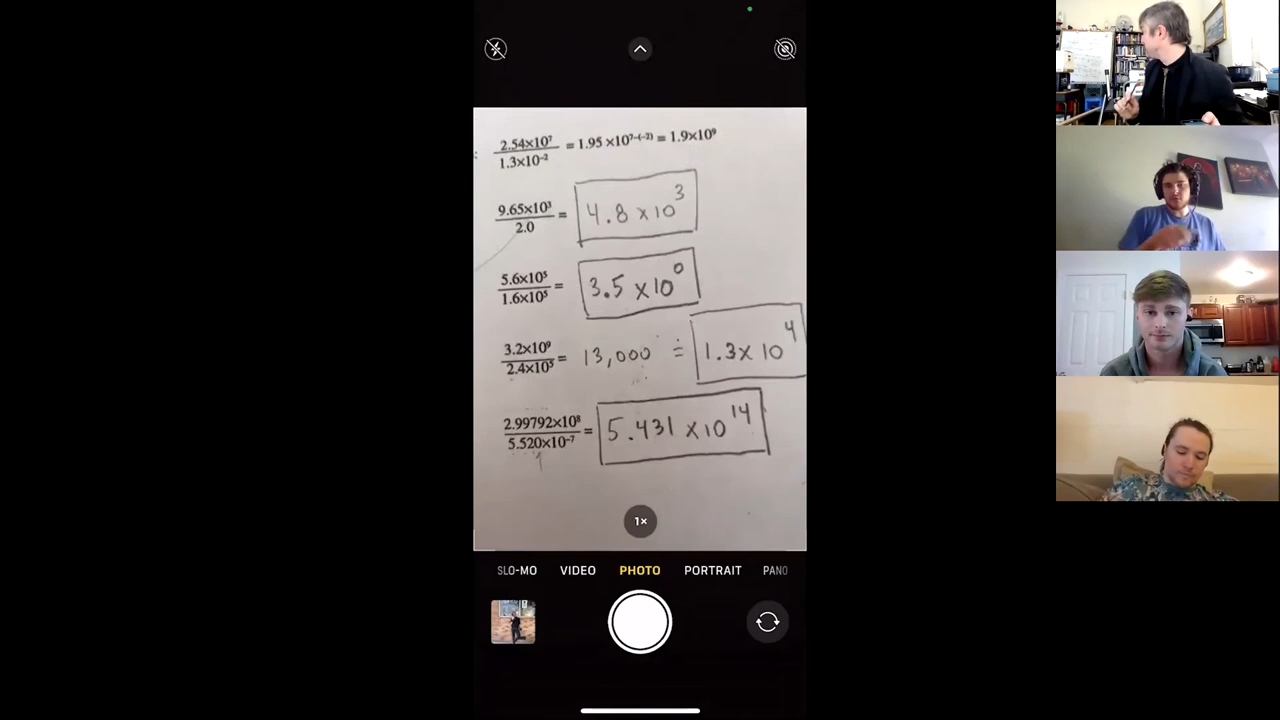 2.54×10⁷ / 1.3×10⁻² = 1.95 ×10⁷⁻⁽⁻²⁾ = 1.9×10⁹
9.65×10³ / 2.0 = 4.8 × 10³
5.6×10⁵ / 1.6×10⁵ = 3.5 × 10⁰
3.2×10⁹ / 2.4×10⁵ = 13,000 = 1.3 × 10⁴
2.99792×10⁸ / 5.520×10⁻⁷ = 5.431 × 10¹⁴
1×
SLO-MO VIDEO PHOTO PORTRAIT PANO